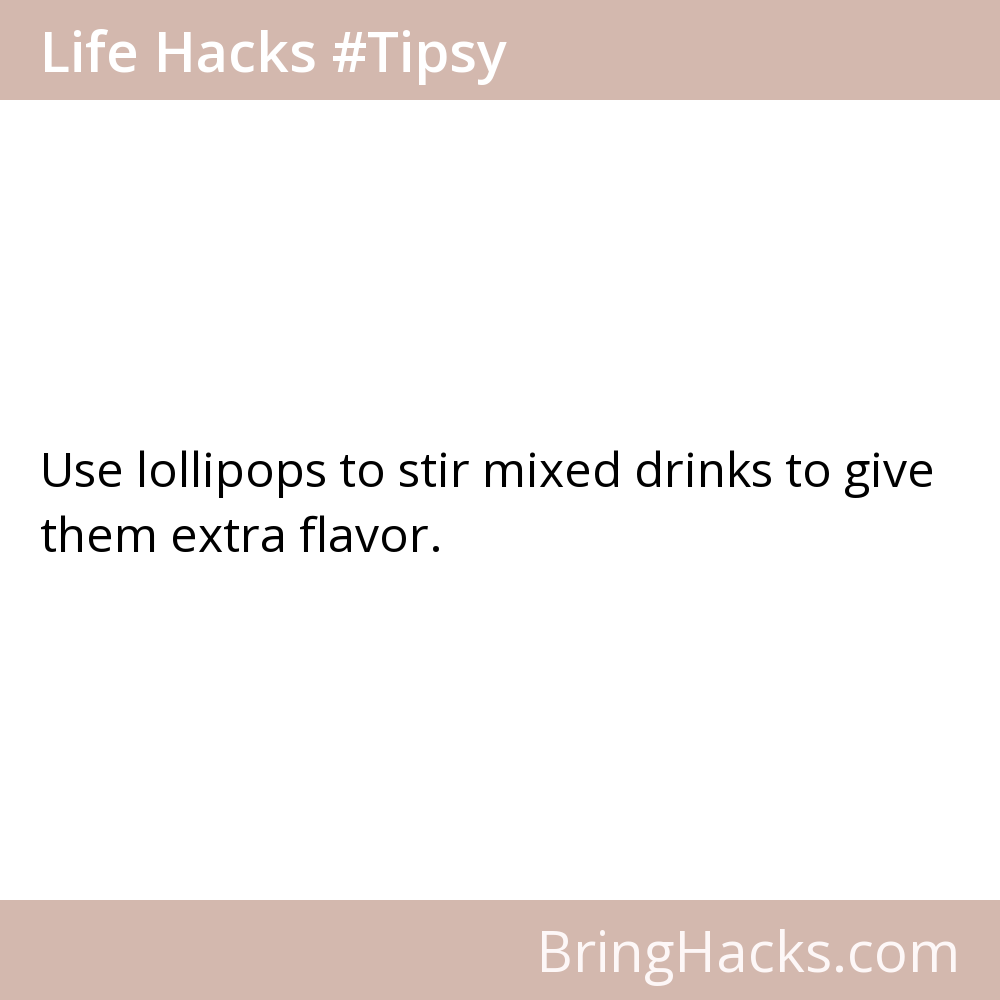 Life Hacks #Tipsy
Use lollipops to stir mixed drinks to give
them extra flavor.
BringHacks.com